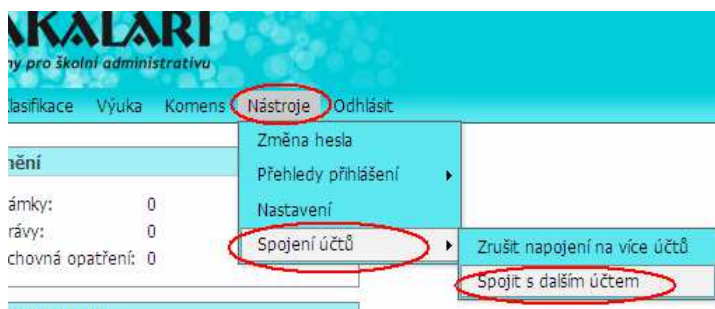 AKALARI
ny pro školní administrativu
lasifikace Výuka Komens Nástroje Odhlásit
Změna hesla
nění
Přehledy přihlášení
ámky: 0
Nastavení
rávy: 0
Spojení účtů
Zrušit napojení na více účtů
chovná opatření: 0
Spojit s dalším účtem